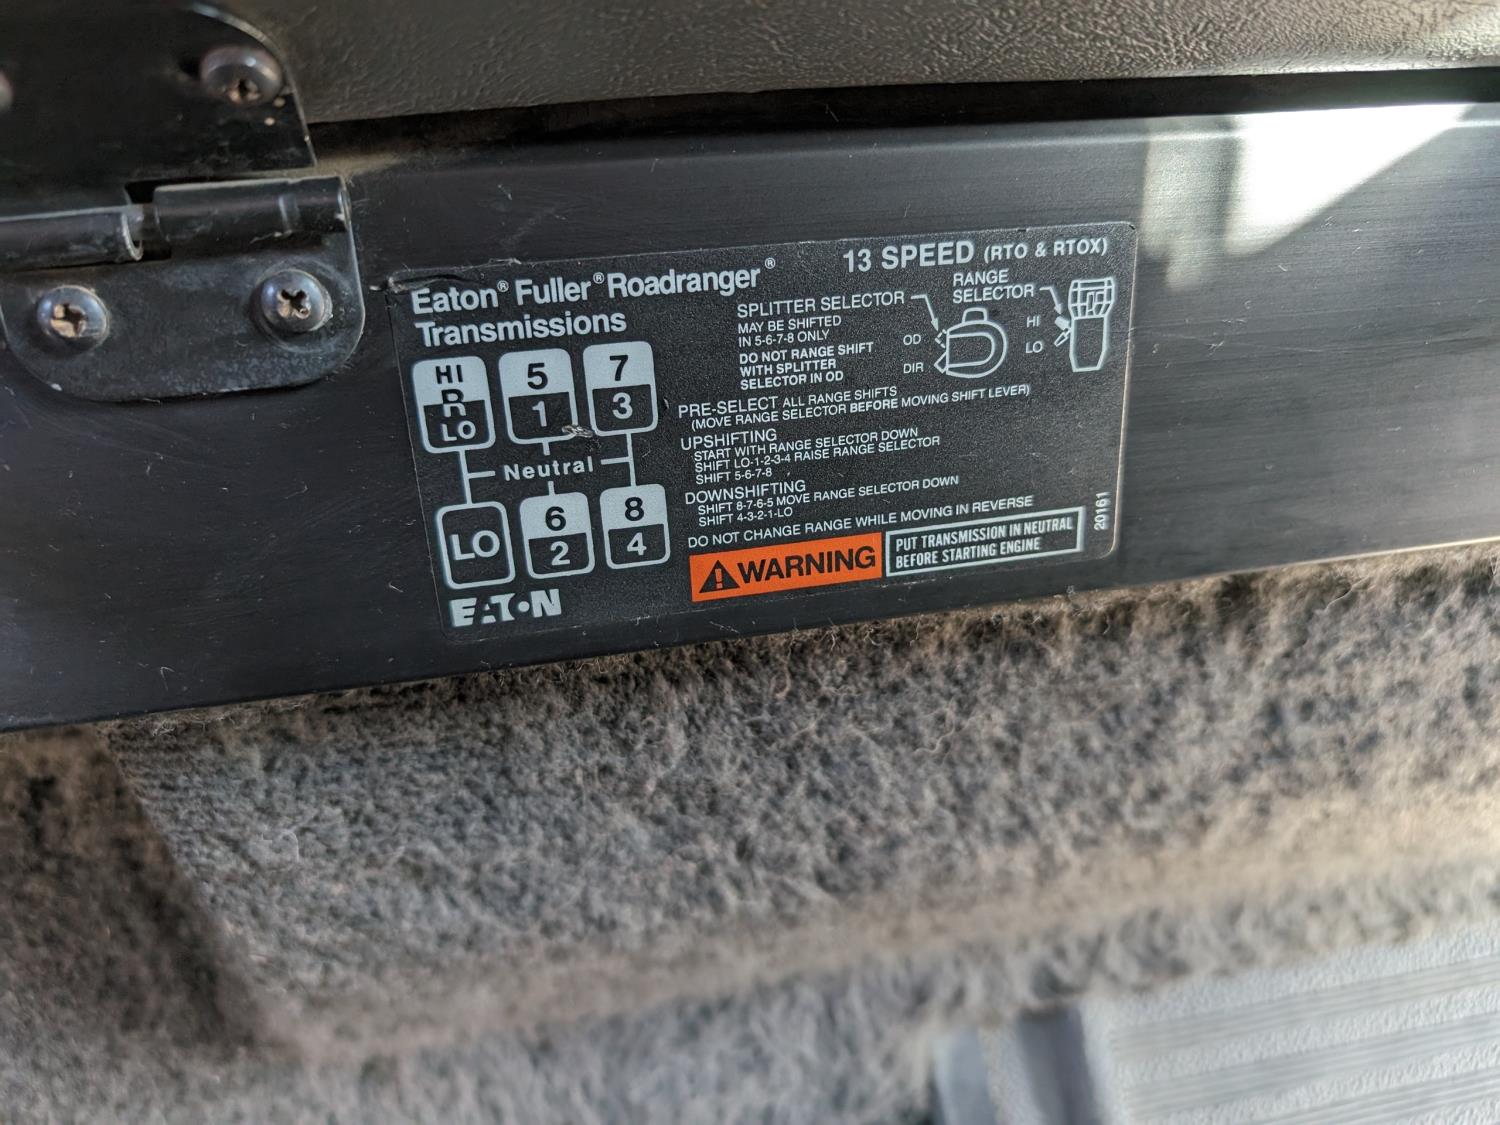 Eaton® Fuller® Roadranger®
Transmissions
13 SPEED (RTO & RTOX)
HI
R
LO
5
1
7
3
Neutral
LO
6
2
8
4
EATON
SPLITTER SELECTOR
MAY BE SHIFTED
IN 5-6-7-8 ONLY
DO NOT RANGE SHIFT
WITH SPLITTER
SELECTOR IN OD
OD
DIR
RANGE
SELECTOR
HI
LO
PRE-SELECT ALL RANGE SHIFTS
(MOVE RANGE SELECTOR BEFORE MOVING SHIFT LEVER)
UPSHIFTING
START WITH RANGE SELECTOR DOWN
SHIFT LO-1-2-3-4 RAISE RANGE SELECTOR
SHIFT 5-6-7-8
DOWNSHIFTING
SHIFT 8-7-6-5 MOVE RANGE SELECTOR DOWN
SHIFT 4-3-2-1-LO
DO NOT CHANGE RANGE WHILE MOVING IN REVERSE
WARNING
PUT TRANSMISSION IN NEUTRAL
BEFORE STARTING ENGINE
20161